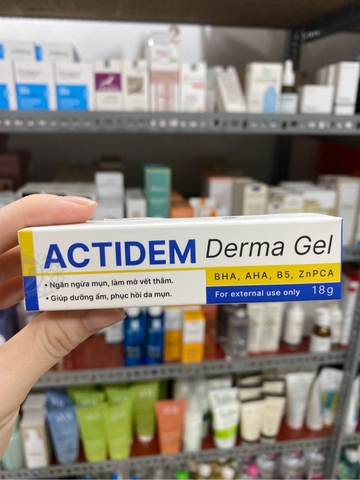 ACTIDEM Derma Gel
• Ngăn ngừa mụn, làm mờ vết thâm.
• Giúp dưỡng ẩm, phục hồi da mụn.
BHA, AHA, B5, ZnPCA
For external use only 18g